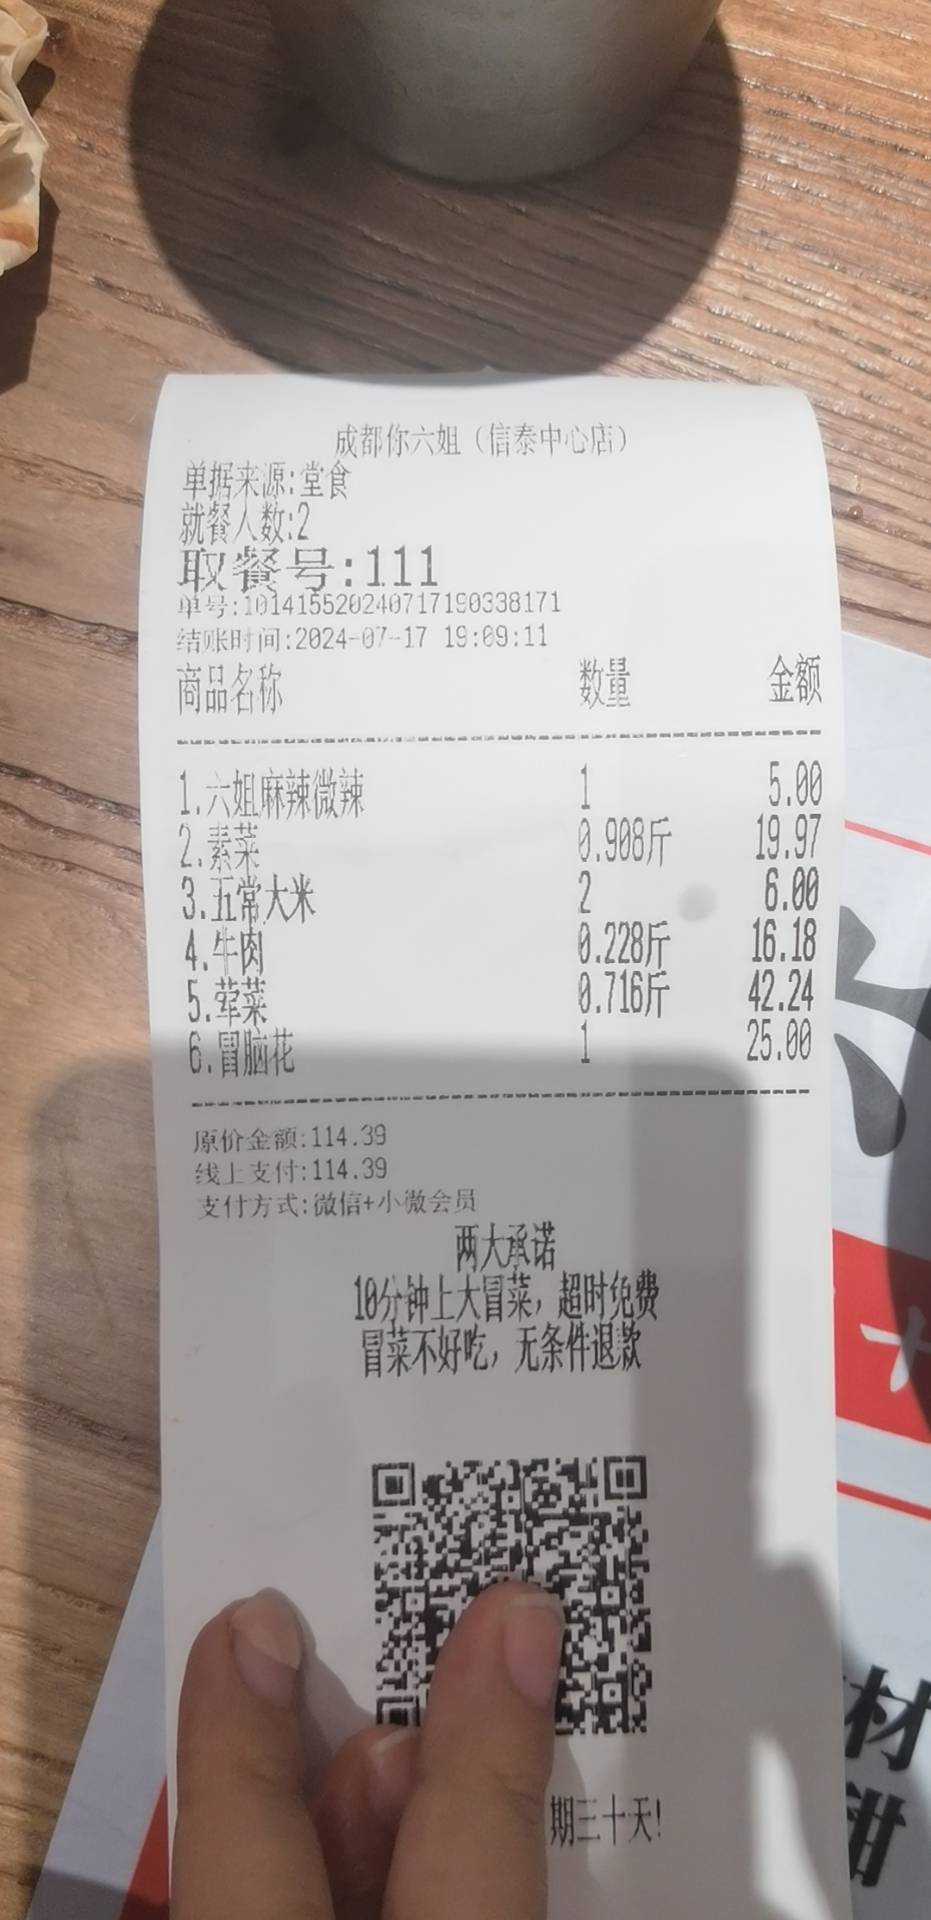 成都你六姐（信泰中心店）
单据来源:堂食
就餐人数:2
取餐号:111
单号:101415520240717190338171
结账时间:2024-07-17 19:09:11
商品名称 数量 金额
1.六姐麻辣微辣 1 5.00
2.素菜 0.908斤 19.97
3.五常大米 2 6.00
4.牛肉 0.228斤 16.18
5.荤菜 0.716斤 42.24
6.冒脑花 1 25.00
原价金额:114.39
线上支付:114.39
支付方式:微信+小微会员
两大承诺
10分钟上大冒菜，超时免费
冒菜不好吃，无条件退款
期三十天!
材